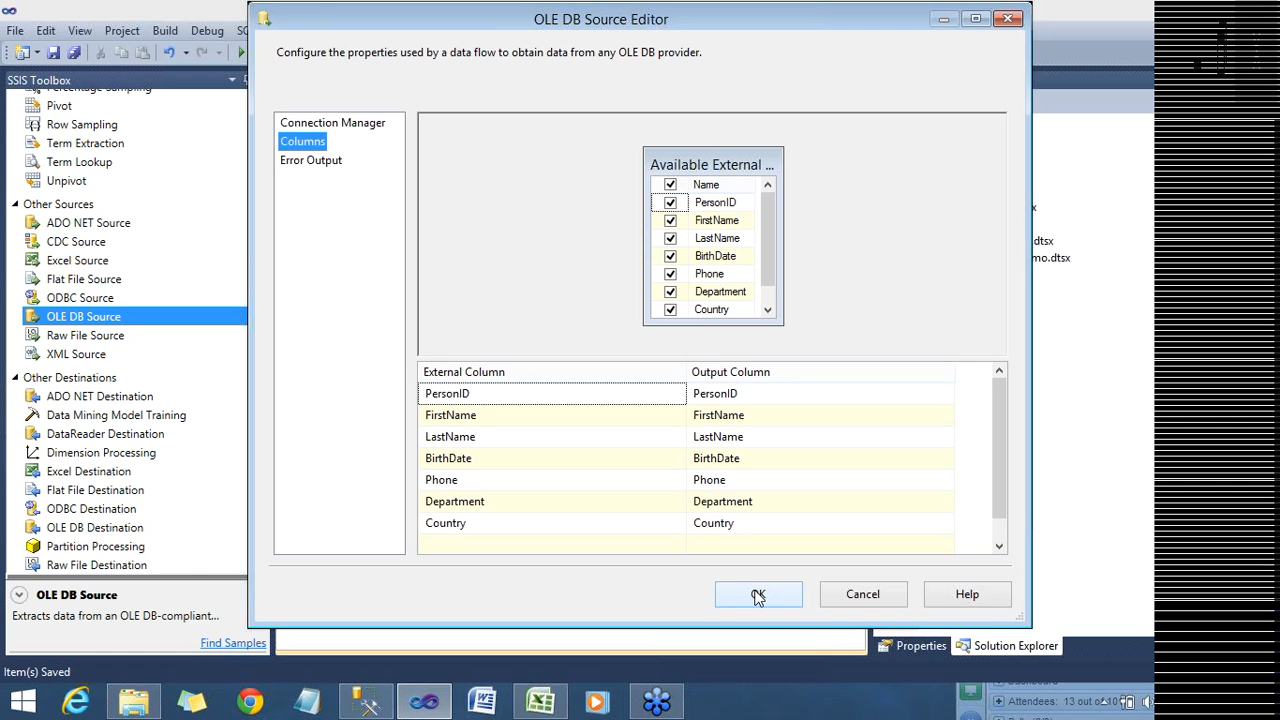 OLE DB Source Editor
File Edit View Project Build Debug
Configure the properties used by a data flow to obtain data from any OLE DB provider.
SSIS Toolbox
Percentage Sampling
Pivot
Row Sampling
Term Extraction
Term Lookup
Unpivot
Other Sources
ADO NET Source
CDC Source
Excel Source
Flat File Source
ODBC Source
OLE DB Source
Raw File Source
XML Source
Other Destinations
ADO NET Destination
Data Mining Model Training
DataReader Destination
Dimension Processing
Excel Destination
Flat File Destination
ODBC Destination
OLE DB Destination
Partition Processing
Raw File Destination
OLE DB Source
Extracts data from an OLE DB-compliant...
Find Samples
Item(s) Saved
Connection Manager
Columns
Error Output
Available External ...
Name
PersonID
FirstName
LastName
BirthDate
Phone
Department
Country
External Column Output Column
PersonID PersonID
FirstName FirstName
LastName LastName
BirthDate BirthDate
Phone Phone
Department Department
Country Country
OK Cancel Help
.dtsx
mo.dtsx
Properties Solution Explorer
Attendees: 13 out of 10